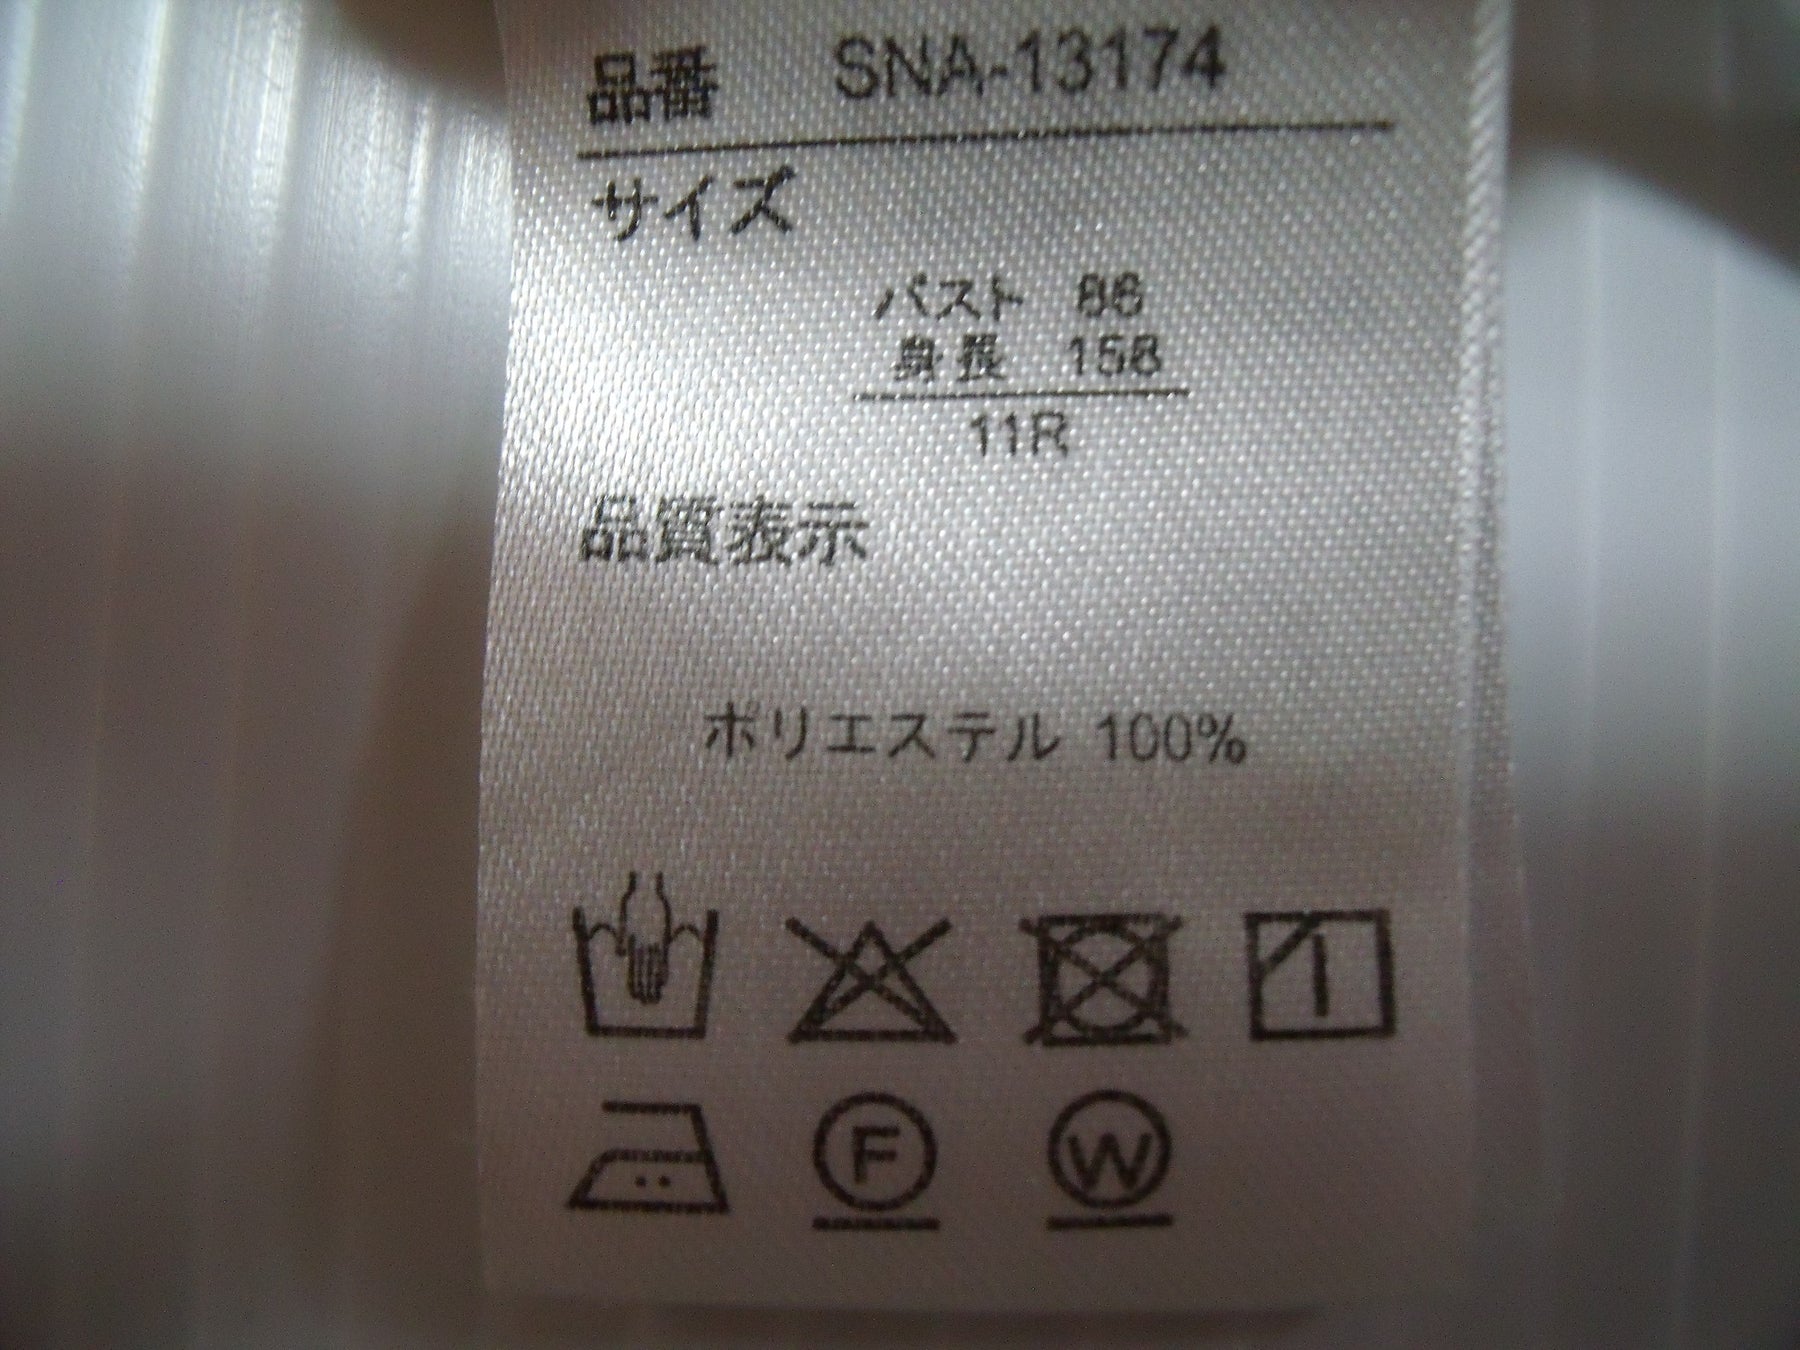 品番 SNA-13174
サイズ
バスト 86
身長 158
11R
品質表示
ポリエステル 100%
F
W